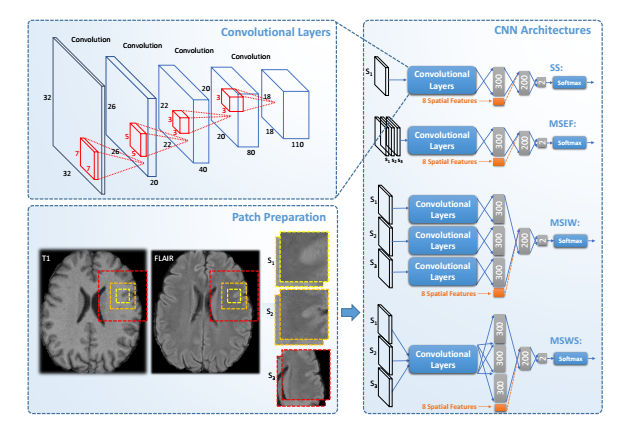 Convolutional Layers
Convolution
Convolution
Convolution
Convolution
32
32
7
7
26
26
20
5
5
22
22
40
3
3
20
20
80
3
3
18
18
110
Patch Preparation
T1
FLAIR
S1
S2
S3
CNN Architectures
SS:
S1
Convolutional
Layers
300
200
2
Softmax
8 Spatial Features
MSEF:
S1 S2 S3
Convolutional
Layers
300
200
2
Softmax
8 Spatial Features
MSIW:
S1
Convolutional
Layers
300
S2
Convolutional
Layers
300
S3
Convolutional
Layers
300
200
2
Softmax
8 Spatial Features
MSWS:
S1
S2
S3
Convolutional
Layers
300
300
300
200
2
Softmax
8 Spatial Features